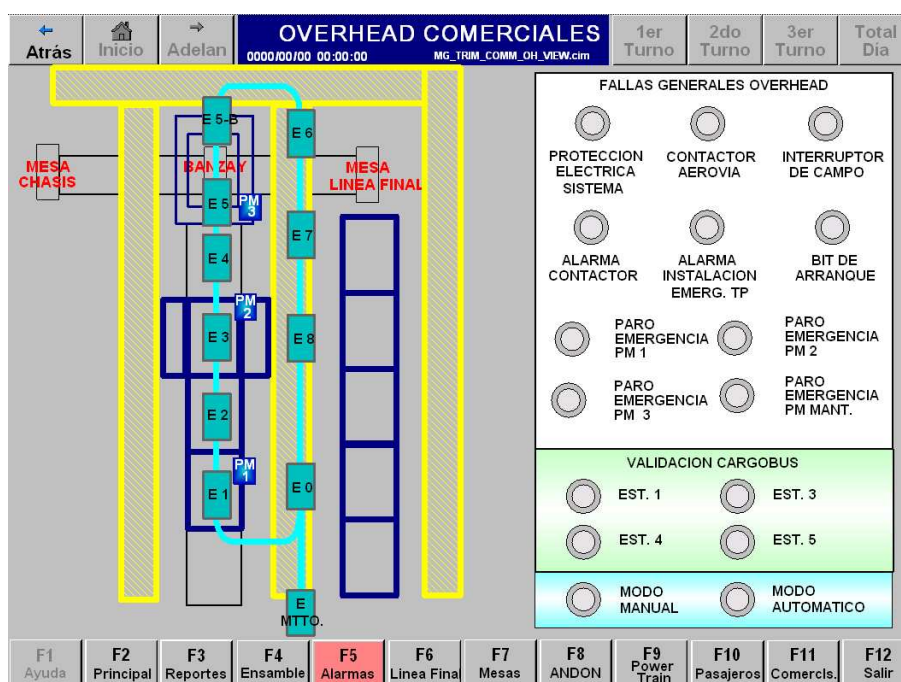 Atrás
Inicio
Adelan
OVERHEAD COMERCIALES
0000/00/00 00:00:00
MG_TRIM_COMM_OH_VIEW.cim
1er
Turno
2do
Turno
3er
Turno
Total
Día
E 5-B
E 6
MESA
CHASIS
BANZAY
MESA
LINEA FINAL
E 5
PM
3
E 7
E 4
PM
2
E 3
E 8
E 2
PM
1
E 1
E 0
E
MTTO.
FALLAS GENERALES OVERHEAD
PROTECCION
ELECTRICA
SISTEMA
CONTACTOR
AEROVIA
INTERRUPTOR
DE CAMPO
ALARMA
CONTACTOR
ALARMA
INSTALACION
EMERG. TP
BIT DE
ARRANQUE
PARO
EMERGENCIA
PM 1
PARO
EMERGENCIA
PM 2
PARO
EMERGENCIA
PM 3
PARO
EMERGENCIA
PM MANT.
VALIDACION CARGOBUS
EST. 1
EST. 3
EST. 4
EST. 5
MODO
MANUAL
MODO
AUTOMATICO
F1
Ayuda
F2
Principal
F3
Reportes
F4
Ensamble
F5
Alarmas
F6
Linea Final
F7
Mesas
F8
ANDON
F9
Power
Train
F10
Pasajeros
F11
Comercls.
F12
Salir